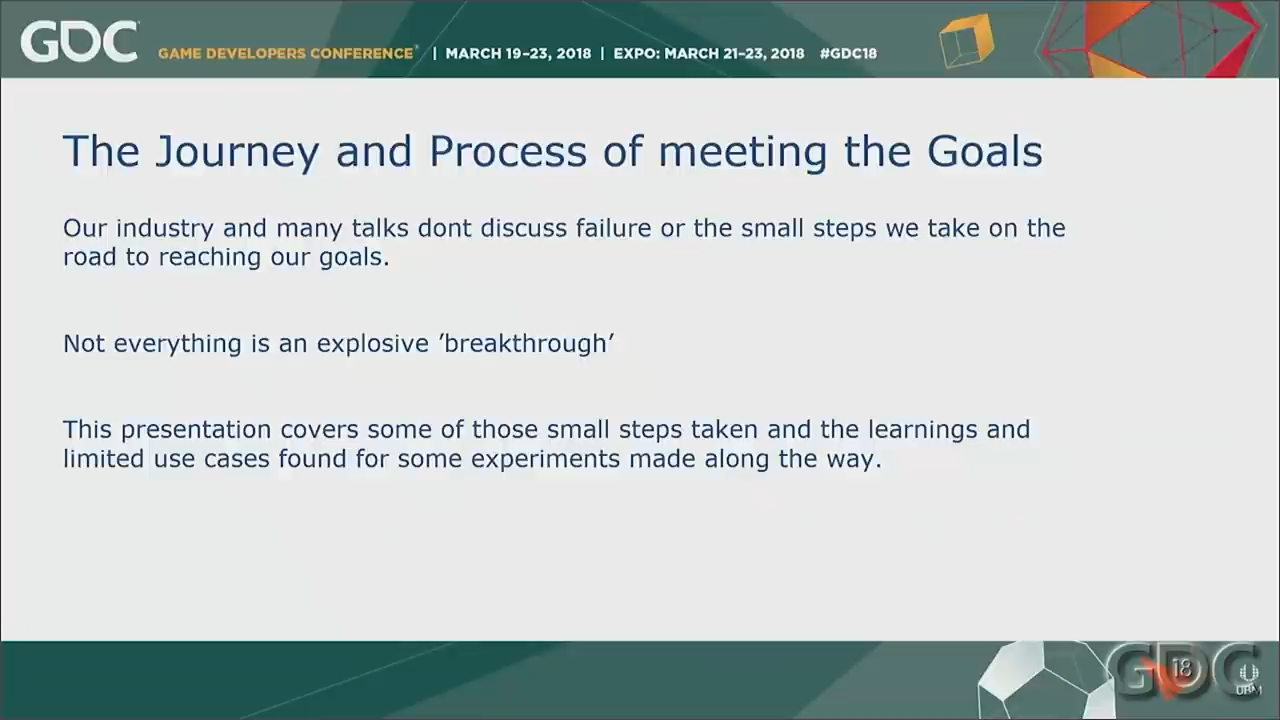 GDC GAME DEVELOPERS CONFERENCE® | MARCH 19–23, 2018 | EXPO: MARCH 21–23, 2018 #GDC18
The Journey and Process of meeting the Goals
Our industry and many talks dont discuss failure or the small steps we take on the
road to reaching our goals.
Not everything is an explosive ’breakthrough’
This presentation covers some of those small steps taken and the learnings and
limited use cases found for some experiments made along the way.
GDC 18 UBM